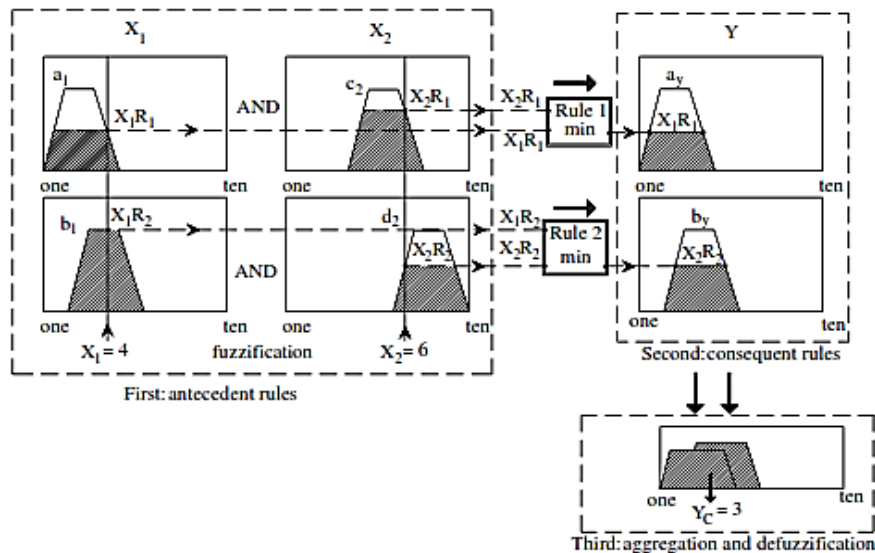 X1 X2 Y
a1 c2 ay
X1R1 AND X2R1 X2R1 X2R1 Rule 1 X1R1
X1R1 min
one ten one ten one ten
b1 X1R2 d2 X1R2 by
AND X2R2 X2R2 Rule 2 X2R2
min
one ten one ten one ten
X1= 4 fuzzification X2= 6 Second: consequent rules
First: antecedent rules
one ten
YC = 3
Third: aggregation and defuzzification